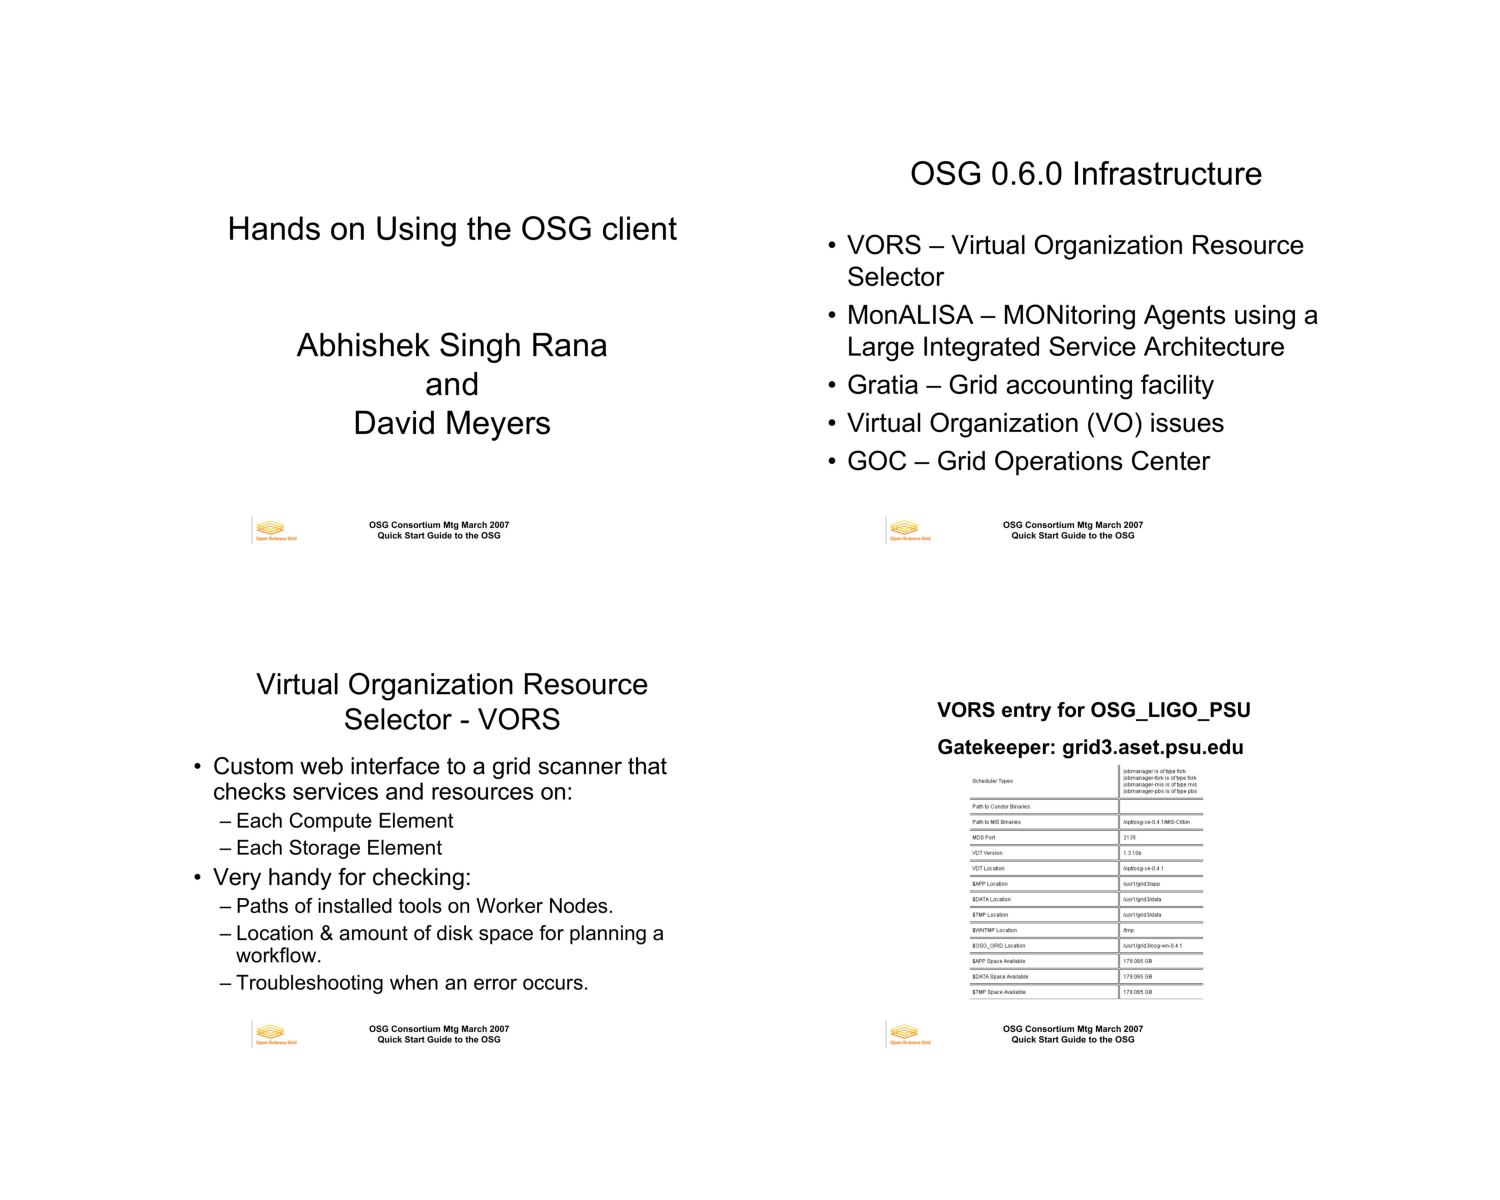 Hands on Using the OSG client
Abhishek Singh Rana
and
David Meyers
Open Science Grid
OSG Consortium Mtg March 2007
Quick Start Guide to the OSG
OSG 0.6.0 Infrastructure
• VORS – Virtual Organization Resource
Selector
• MonALISA – MONitoring Agents using a
Large Integrated Service Architecture
• Gratia – Grid accounting facility
• Virtual Organization (VO) issues
• GOC – Grid Operations Center
Open Science Grid
OSG Consortium Mtg March 2007
Quick Start Guide to the OSG
Virtual Organization Resource
Selector - VORS
• Custom web interface to a grid scanner that
checks services and resources on:
– Each Compute Element
– Each Storage Element
• Very handy for checking:
– Paths of installed tools on Worker Nodes.
– Location & amount of disk space for planning a
workflow.
– Troubleshooting when an error occurs.
Open Science Grid
OSG Consortium Mtg March 2007
Quick Start Guide to the OSG
VORS entry for OSG_LIGO_PSU
Gatekeeper: grid3.aset.psu.edu
Scheduler Types
jobmanager is of type fork
jobmanager-fork is of type fork
jobmanager-mis is of type mis
jobmanager-pbs is of type pbs
Path to Condor Binaries
Path to MIS Binaries /opt/osg-ce-0.4.1/MIS-CI/bin
MDS Port 2135
VDT Version 1.3.10b
VDT Location /opt/osg-ce-0.4.1
$APP Location /usr1/grid3/app
$DATA Location /usr1/grid3/data
$TMP Location /usr1/grid3/data
$WNTMP Location /tmp
$OSG_GRID Location /usr1/grid3/osg-wn-0.4.1
$APP Space Available 179.065 GB
$DATA Space Available 179.065 GB
$TMP Space Available 179.065 GB
Open Science Grid
OSG Consortium Mtg March 2007
Quick Start Guide to the OSG